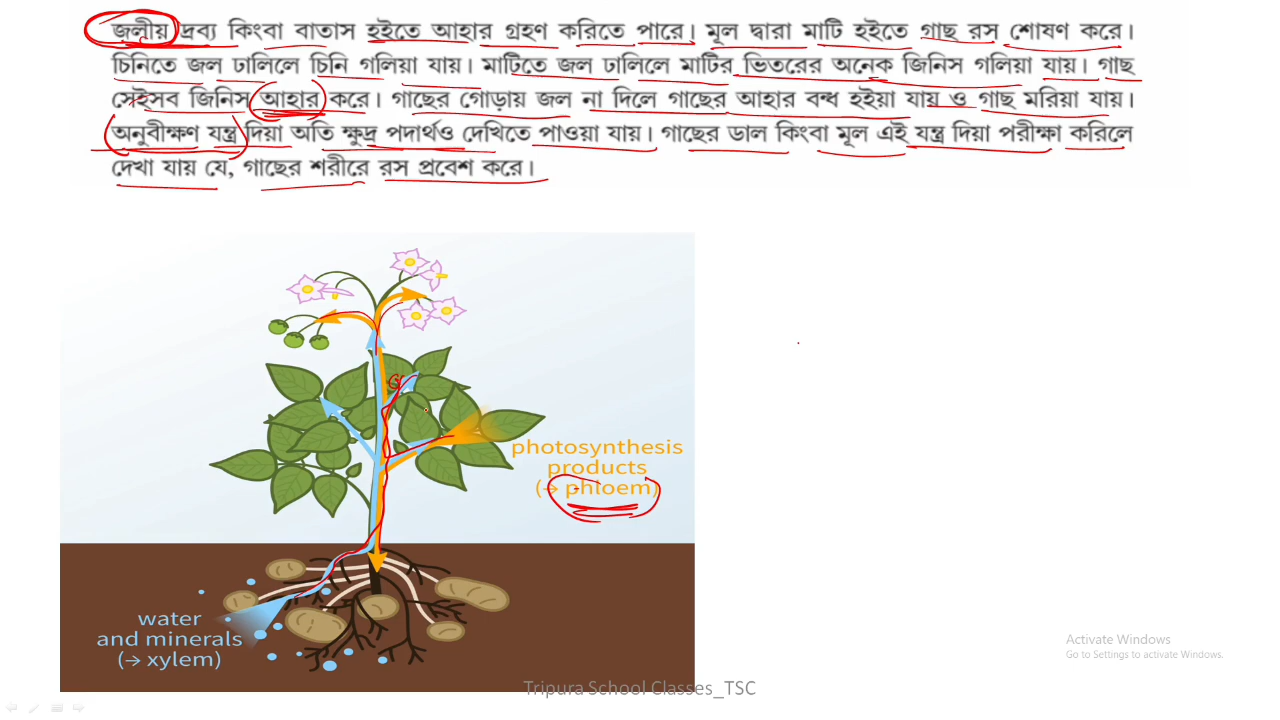 জলীয় দ্রব্য কিংবা বাতাস হইতে আহার গ্রহণ করিতে পারে। মূল দ্বারা মাটি হইতে গাছ রস শোষণ করে।
চিনিতে জল ঢালিলে চিনি গলিয়া যায়। মাটিতে জল ঢালিলে মাটির ভিতরের অনেক জিনিস গলিয়া যায়। গাছ
সেইসব জিনিস আহার করে। গাছের গোড়ায় জল না দিলে গাছের আহার বন্ধ হইয়া যায় ও গাছ মরিয়া যায়।
অনুবীক্ষণ যন্ত্র দিয়া অতি ক্ষুদ্র পদার্থও দেখিতে পাওয়া যায়। গাছের ডাল কিংবা মূল এই যন্ত্র দিয়া পরীক্ষা করিলে
দেখা যায় যে, গাছের শরীরে রস প্রবেশ করে।
photosynthesis
products
(→ phloem)
water
and minerals
(→ xylem)
Activate Windows
Go to Settings to activate Windows.
Tripura School Classes_TSC